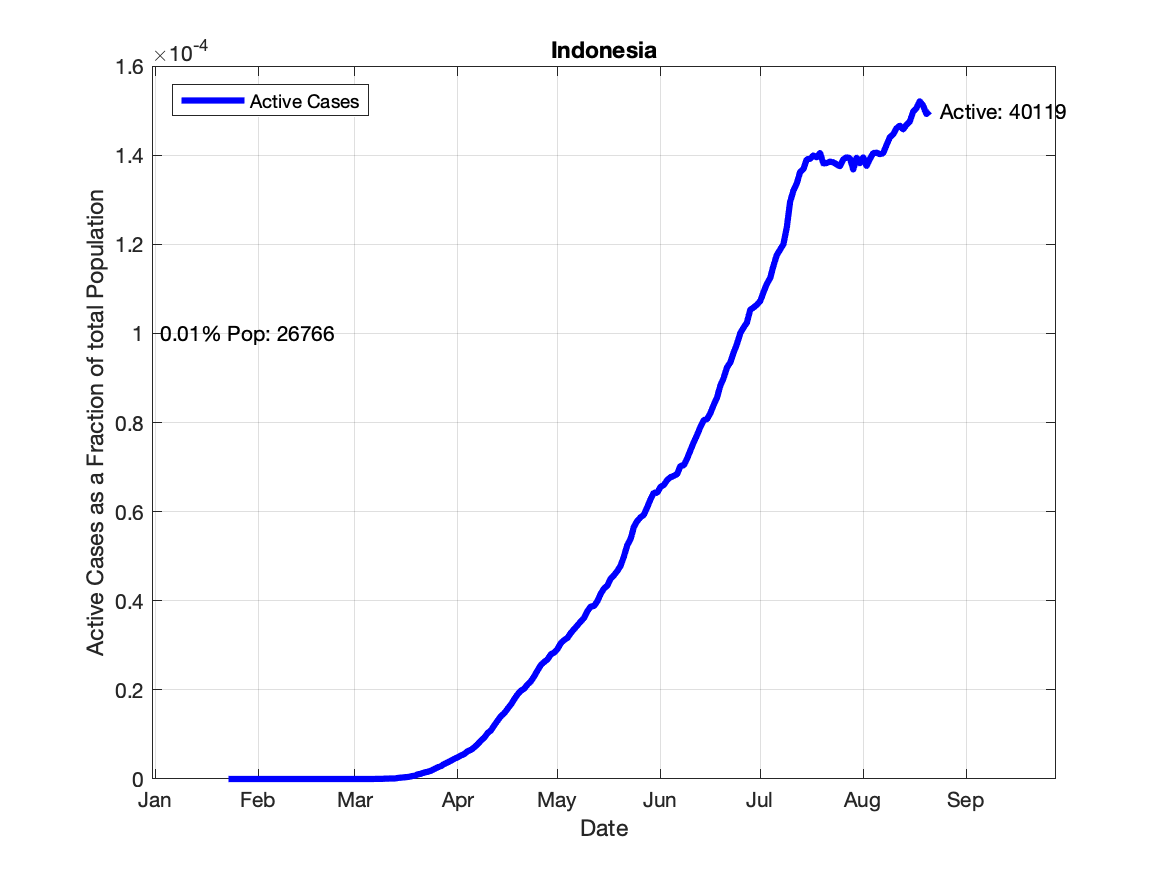 Indonesia
×10^-4
1.6
1.4
1.2
1
0.8
0.6
0.4
0.2
0
Active Cases as a Fraction of total Population
Active Cases
Active: 40119
0.01% Pop: 26766
Jan Feb Mar Apr May Jun Jul Aug Sep
Date